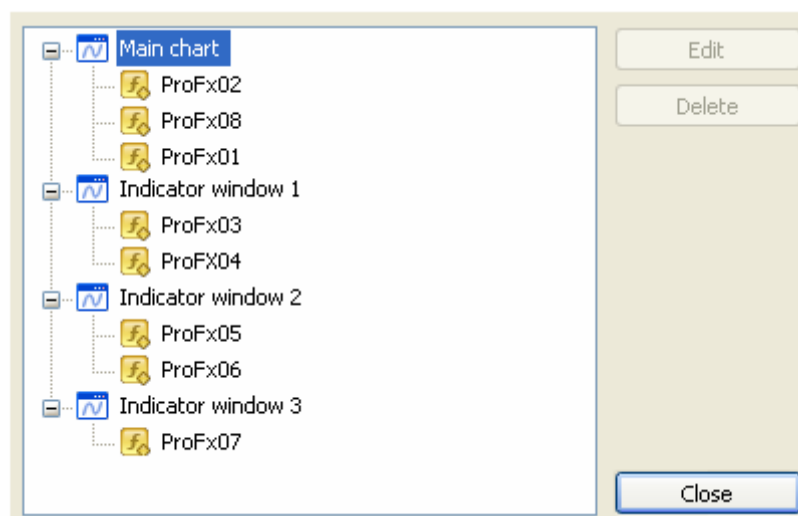 Main chart
ProFx02
ProFx08
ProFx01
Indicator window 1
ProFx03
ProFX04
Indicator window 2
ProFx05
ProFx06
Indicator window 3
ProFx07
Edit
Delete
Close